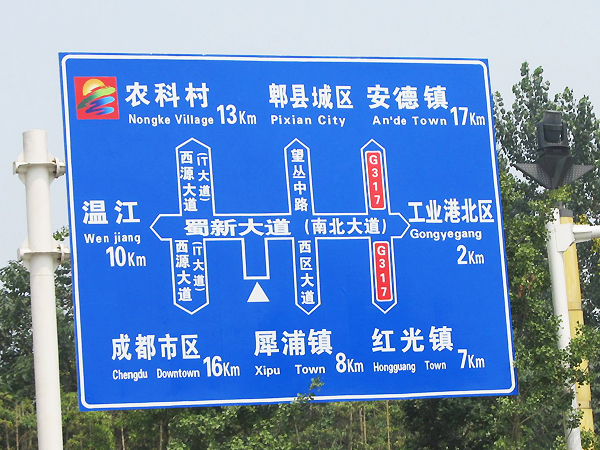 农科村 郫县城区 安德镇
Nongke Village 13Km Pixian City An'de Town 17Km
西源大道 (IT大道) 望丛中路 G317
温江 蜀新大道 (南北大道) 工业港北区
Wen jiang Gongyegang
10Km 2Km
西源大道 (IT大道) 西区大道 G317
成都市区 犀浦镇 红光镇
Chengdu Downtown 16Km Xipu Town 8Km Hongguang Town 7Km